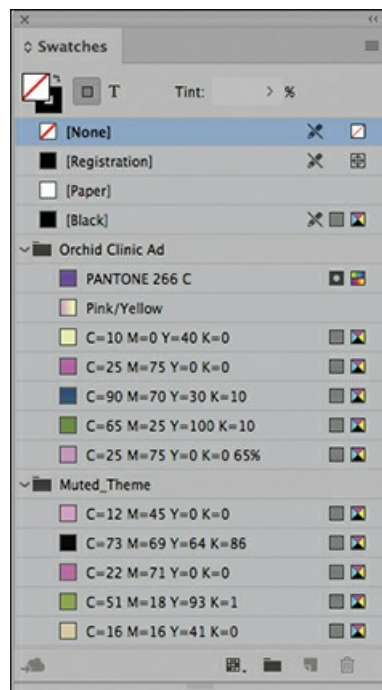 Swatches
T Tint: %
[None]
[Registration]
[Paper]
[Black]
Orchid Clinic Ad
PANTONE 266 C
Pink/Yellow
C=10 M=0 Y=40 K=0
C=25 M=75 Y=0 K=0
C=90 M=70 Y=30 K=10
C=65 M=25 Y=100 K=10
C=25 M=75 Y=0 K=0 65%
Muted_Theme
C=12 M=45 Y=0 K=0
C=73 M=69 Y=64 K=86
C=22 M=71 Y=0 K=0
C=51 M=18 Y=93 K=1
C=16 M=16 Y=41 K=0